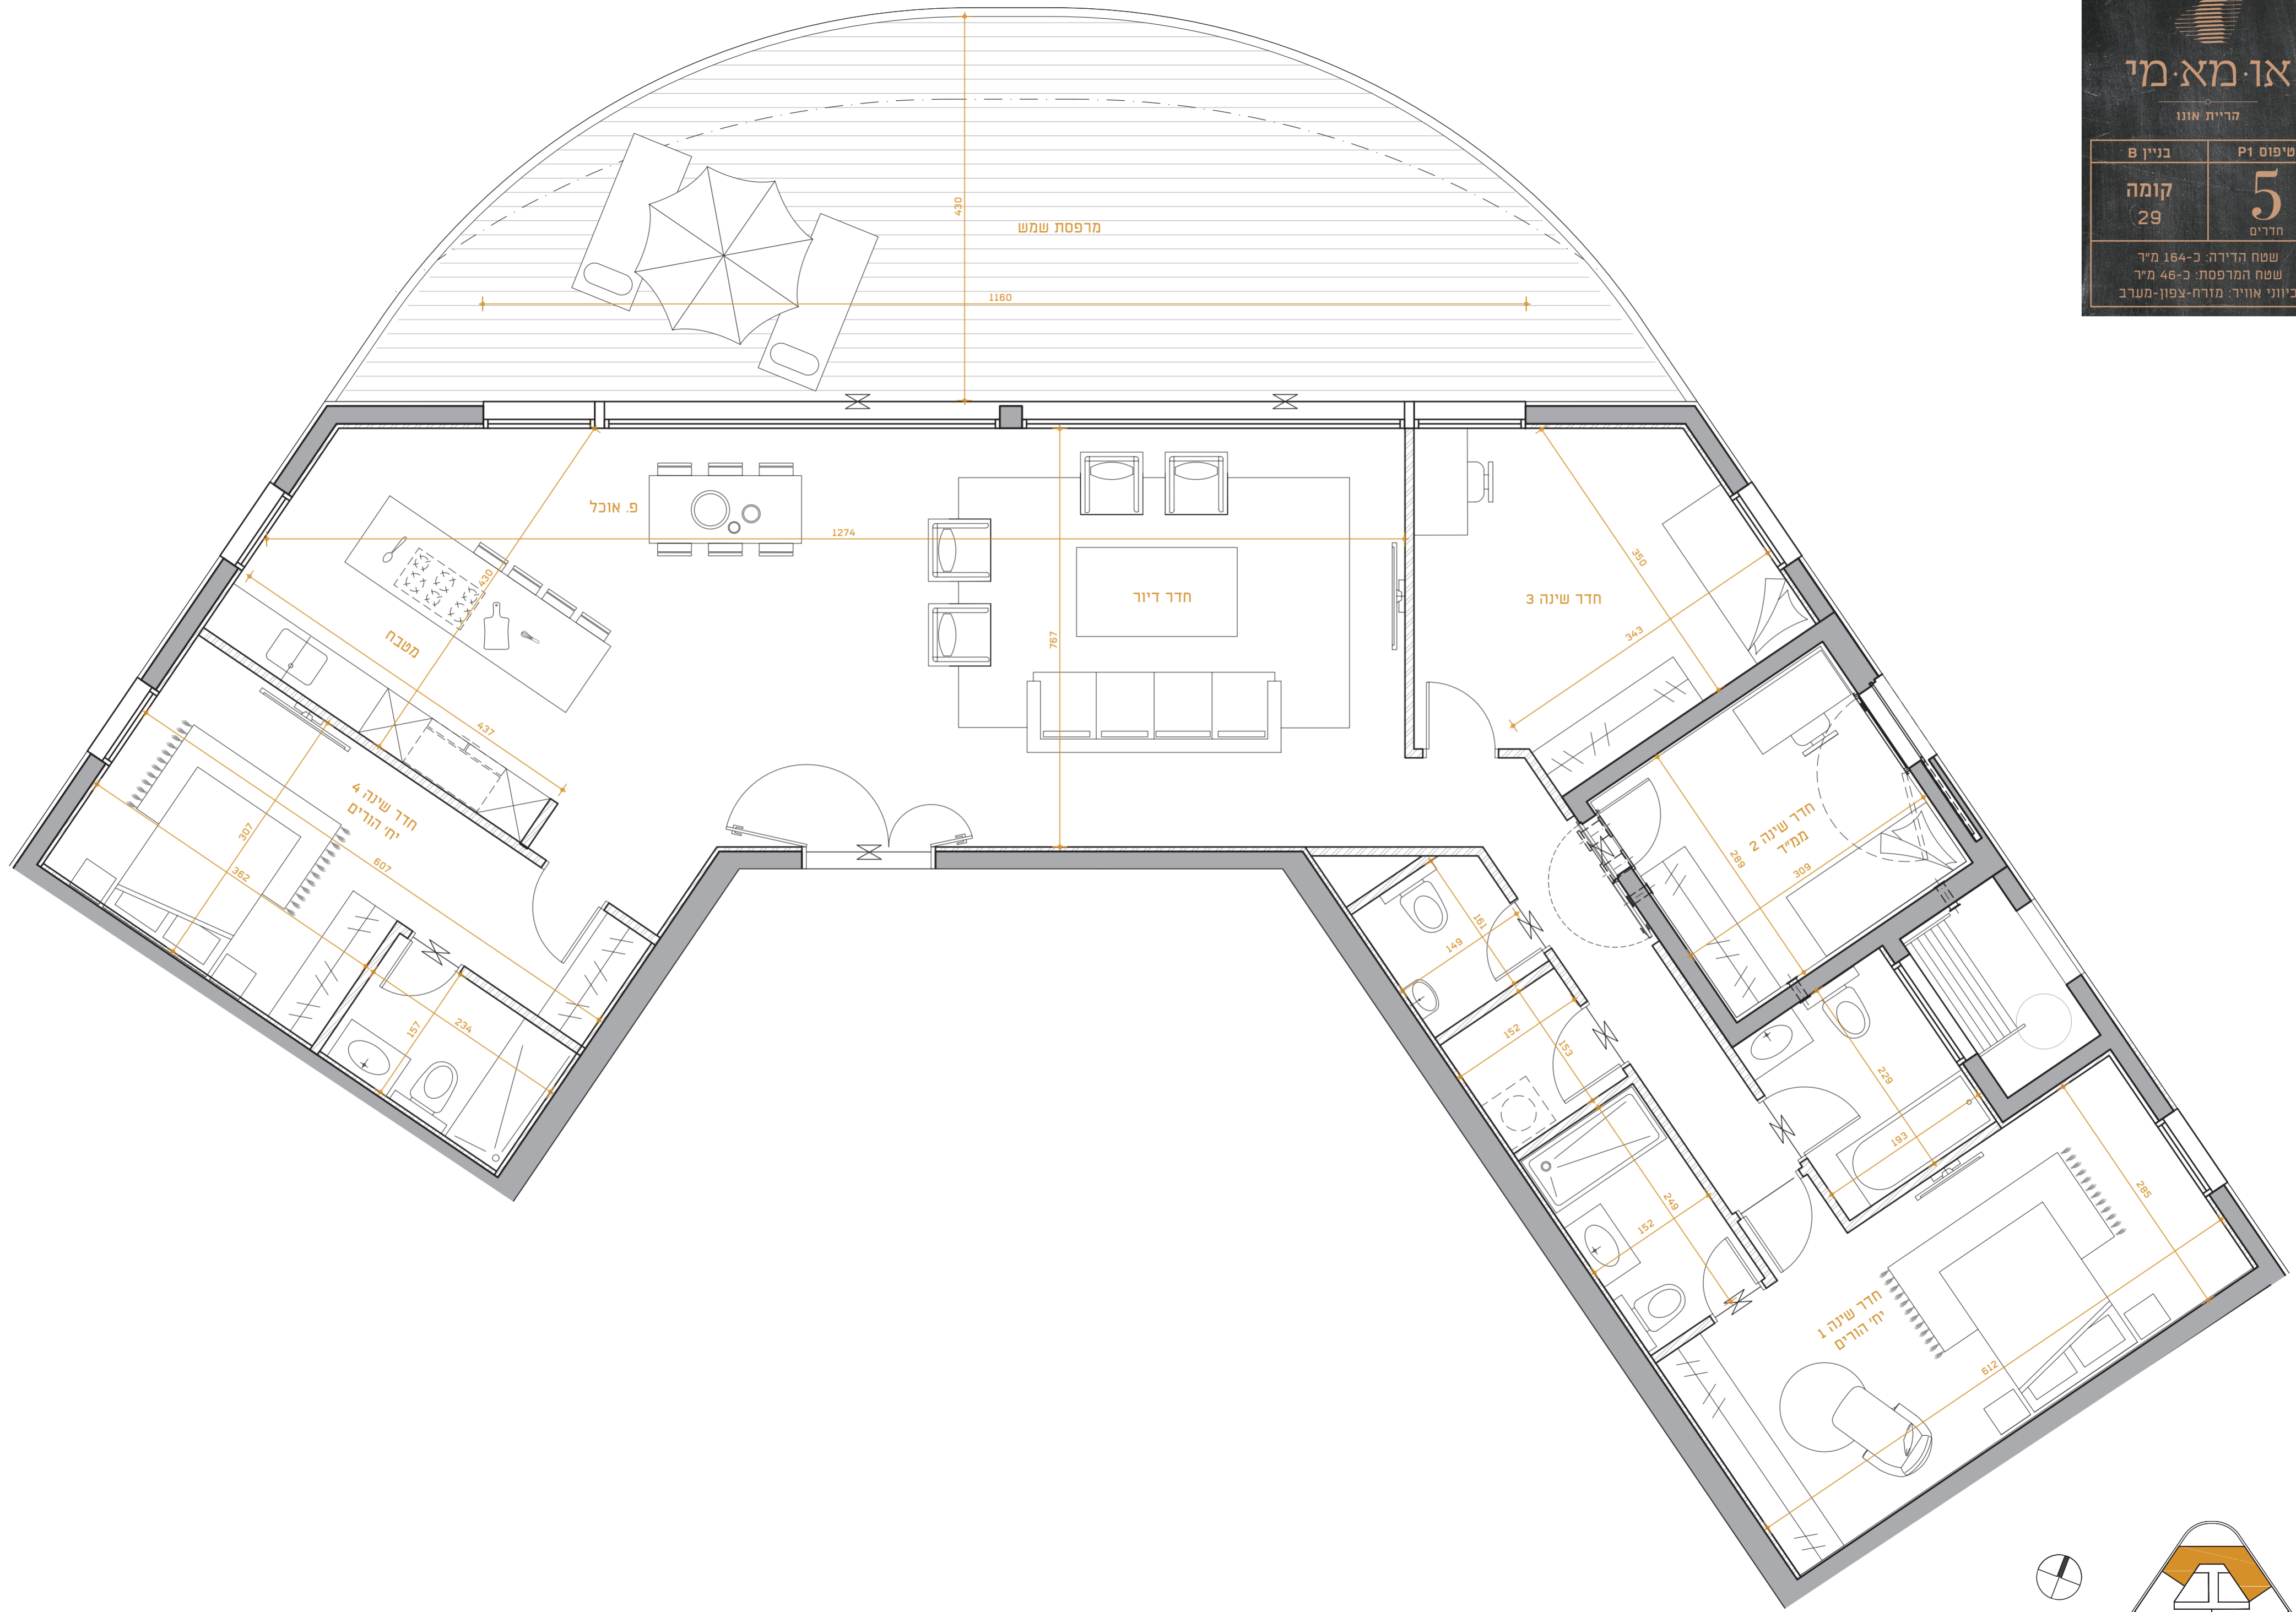 או·מא·מי
קריית אונו
טיפוס P1
בניין B
5
חדרים
קומה
29
שטח הדירה: כ-164 מ"ר
שטח המרפסת: כ-46 מ"ר
כיווני אוויר: מזרח-צפון-מערב
430
מרפסת שמש
1160
פ. אוכל
1274
430
מטבח
437
חדר דיור
767
חדר שינה 3
350
343
חדר שינה 2
ממ"ד
289
309
חדר שינה 4
יח' הורים
307
382
607
157
234
161
149
152
153
229
193
249
152
285
חדר שינה 1
יח' הורים
612